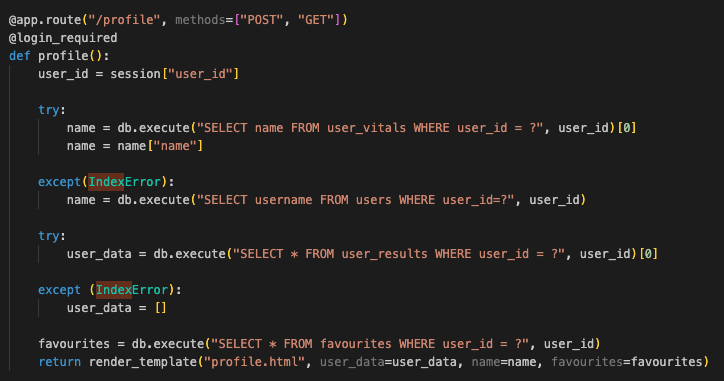 @app.route("/profile", methods=["POST", "GET"])
@login_required
def profile():
    user_id = session["user_id"]

    try:
        name = db.execute("SELECT name FROM user_vitals WHERE user_id = ?", user_id)[0]
        name = name["name"]

    except(IndexError):
        name = db.execute("SELECT username FROM users WHERE user_id=?", user_id)

    try:
        user_data = db.execute("SELECT * FROM user_results WHERE user_id = ?", user_id)[0]

    except (IndexError):
        user_data = []

    favourites = db.execute("SELECT * FROM favourites WHERE user_id = ?", user_id)
    return render_template("profile.html", user_data=user_data, name=name, favourites=favourites)